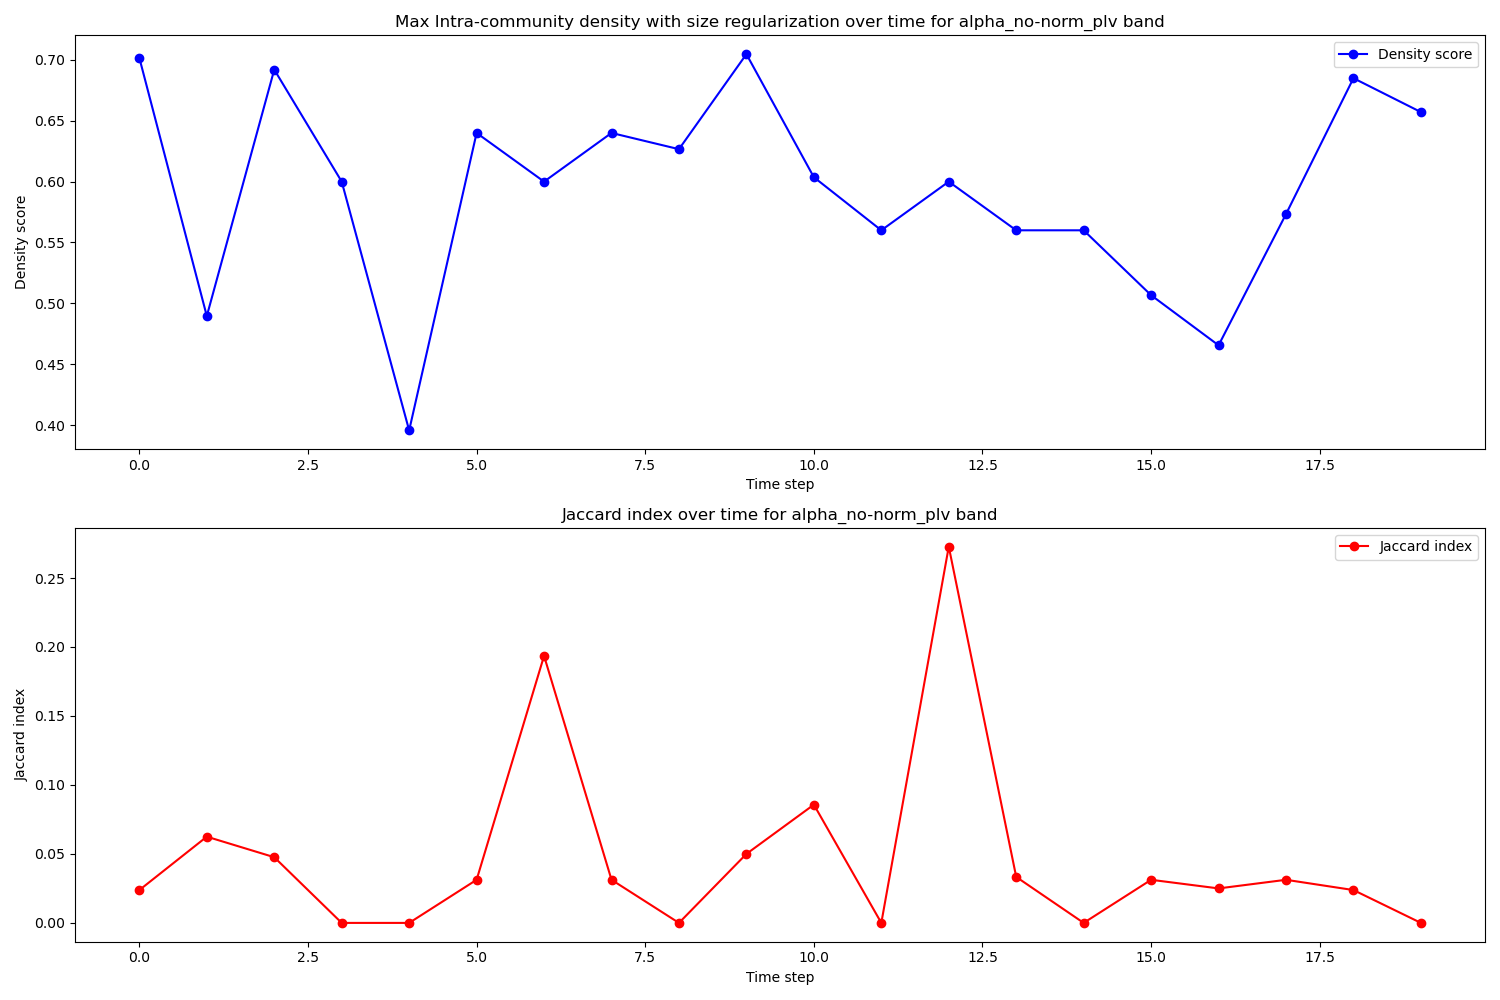 Max Intra-community density with size regularization over time for alpha_no-norm_plv band
Density score
0.70
0.65
0.60
0.55
0.50
0.45
0.40
Density score
0.0 2.5 5.0 7.5 10.0 12.5 15.0 17.5
Time step
Jaccard index over time for alpha_no-norm_plv band
Jaccard index
0.25
0.20
0.15
0.10
0.05
0.00
Jaccard index
0.0 2.5 5.0 7.5 10.0 12.5 15.0 17.5
Time step